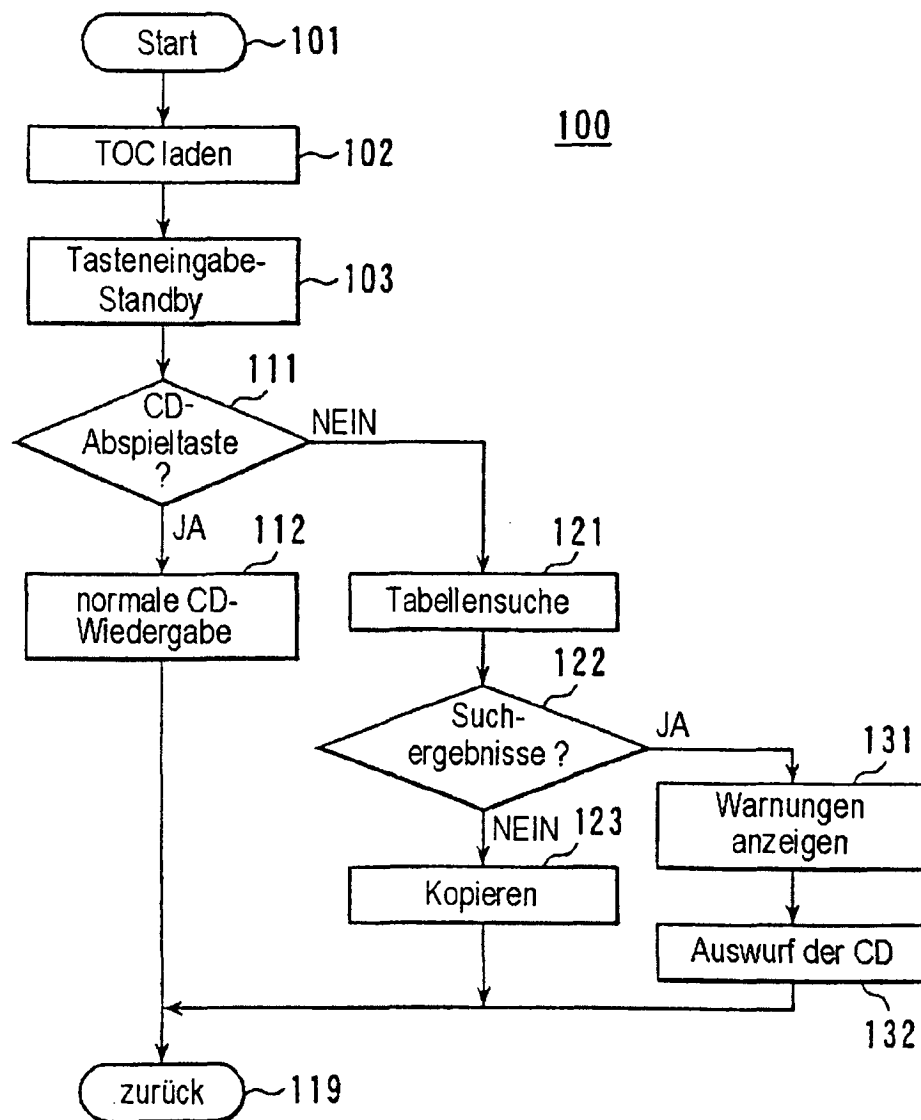 Start
101
100
TOC laden
102
Tasteneingabe-
Standby
103
111
CD-
Abspieltaste
?
NEIN
JA
112
normale CD-
Wiedergabe
121
Tabellensuche
122
Such-
ergebnisse ?
JA
131
Warnungen
anzeigen
NEIN
123
Kopieren
Auswurf der CD
132
zurück
119